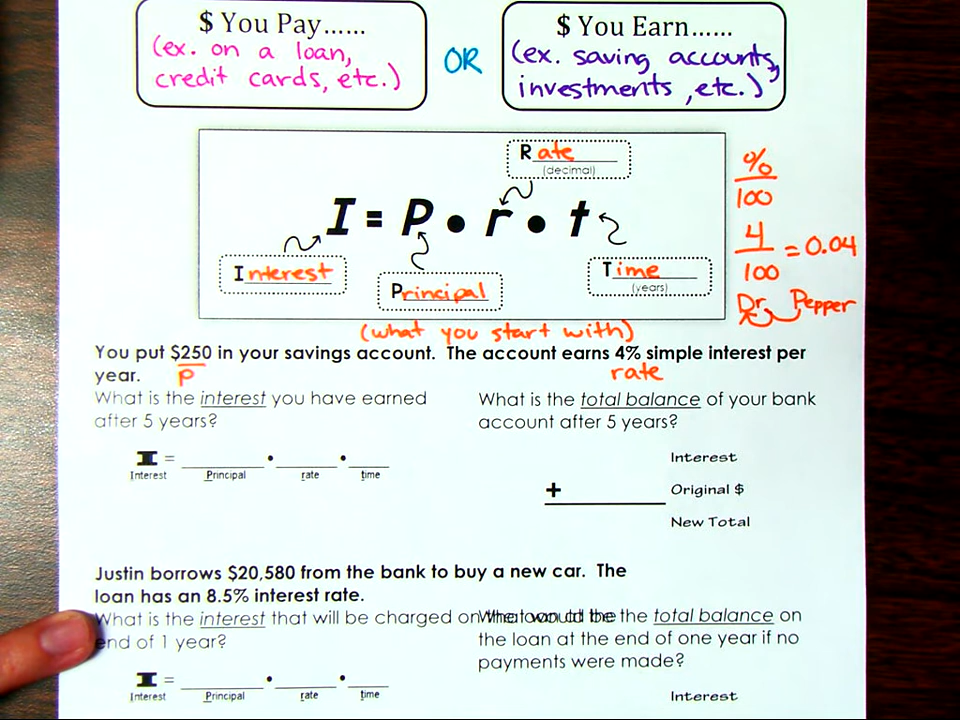 $ You Pay......
(ex. on a loan,
credit cards, etc.)
OR
$ You Earn......
(ex. saving accounts,
investments, etc.)
Rate
(decimal)
I = P • r • t
Interest
Principal
Time
(years)
%
100
4
100
= 0.04
Dr. Pepper
(what you start with)
You put $250 in your savings account. The account earns 4% simple interest per
year.
P
rate
What is the interest you have earned
after 5 years?
I = ________ • ______ • ____
Interest Principal rate time
What is the total balance of your bank
account after 5 years?
Interest
+ ________ Original $
New Total
Justin borrows $20,580 from the bank to buy a new car. The
loan has an 8.5% interest rate.
What is the interest that will be charged on
end of 1 year?
I = ________ • ______ • ____
Interest Principal rate time
the total balance on
the loan at the end of one year if no
payments were made?
Interest